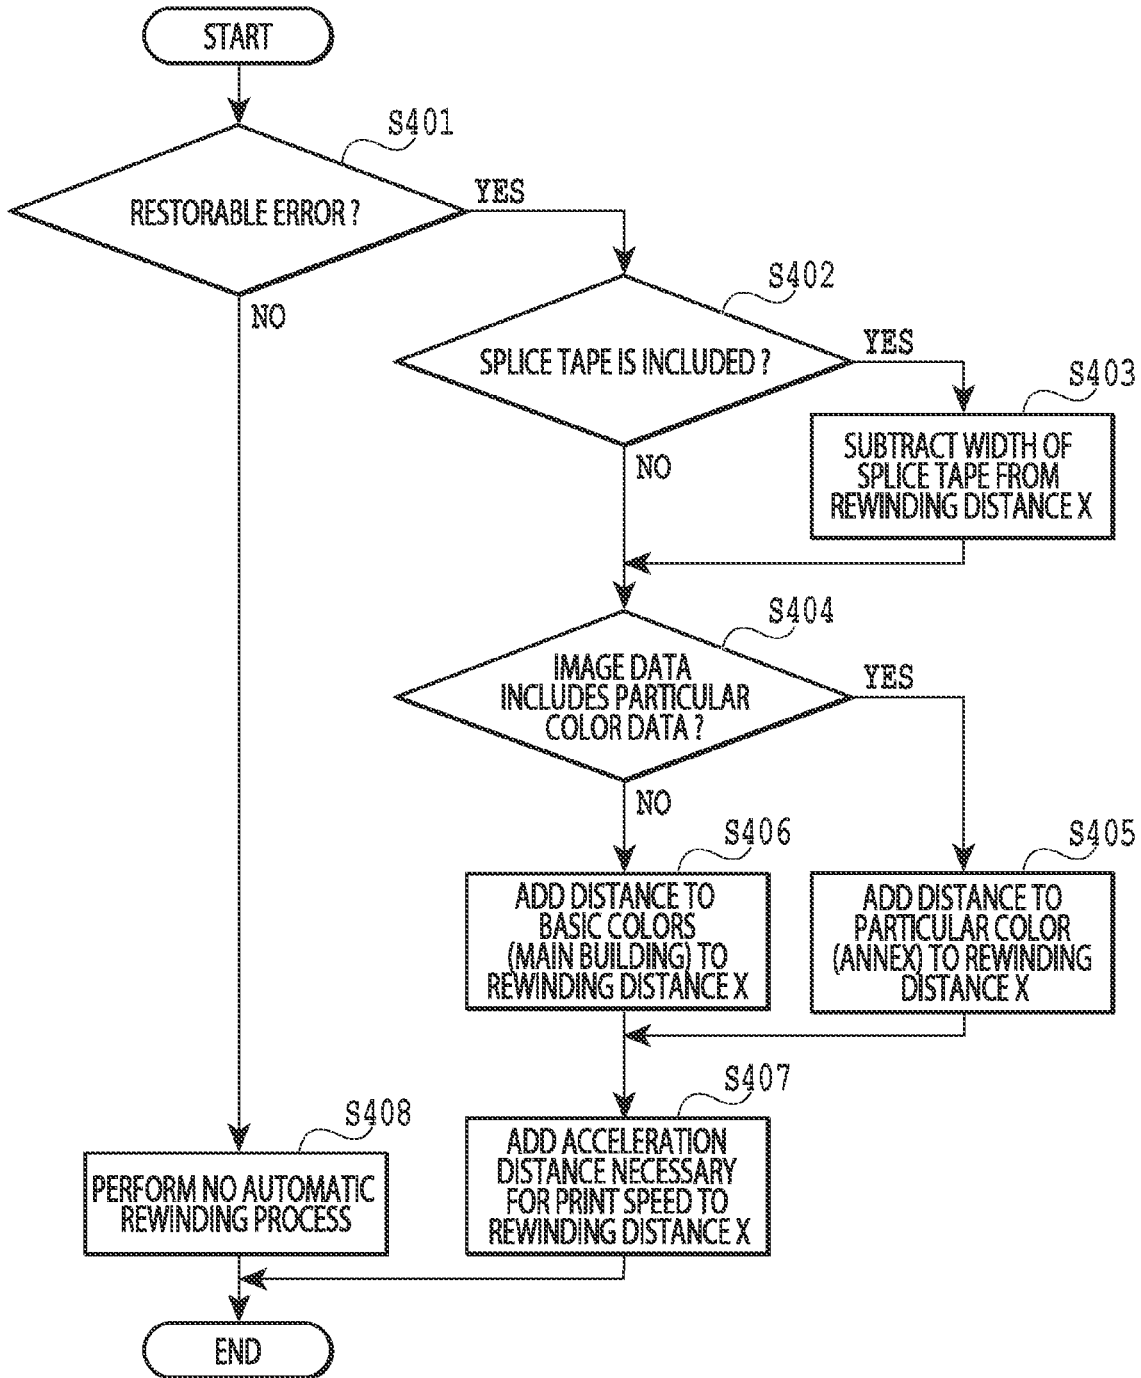 START
S401
RESTORABLE ERROR ?
YES
NO
S402
SPLICE TAPE IS INCLUDED ?
YES
NO
S403
SUBTRACT WIDTH OF
SPLICE TAPE FROM
REWINDING DISTANCE X
S404
IMAGE DATA
INCLUDES PARTICULAR
COLOR DATA ?
YES
NO
S406
ADD DISTANCE TO
BASIC COLORS
(MAIN BUILDING) TO
REWINDING DISTANCE X
S405
ADD DISTANCE TO
PARTICULAR COLOR
(ANNEX) TO REWINDING
DISTANCE X
S407
ADD ACCELERATION
DISTANCE NECESSARY
FOR PRINT SPEED TO
REWINDING DISTANCE X
S408
PERFORM NO AUTOMATIC
REWINDING PROCESS
END